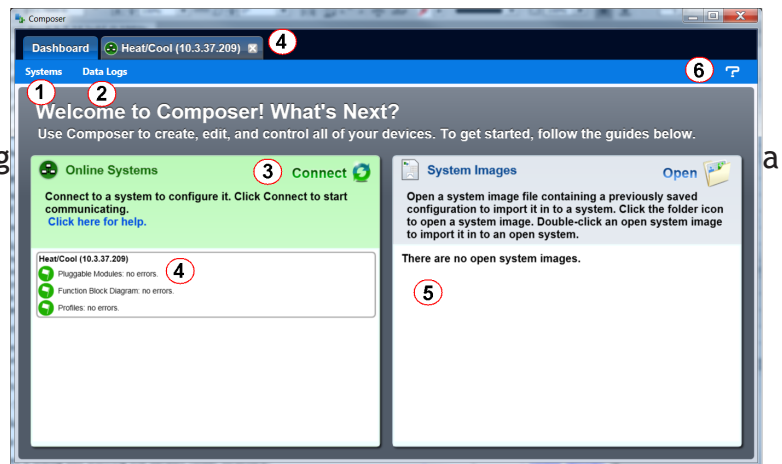 Composer
Dashboard Heat/Cool (10.3.37.209) 4
Systems Data Logs 6 ?
1 2
Welcome to Composer! What's Next?
Use Composer to create, edit, and control all of your devices. To get started, follow the guides below.
g
a
Online Systems 3 Connect
Connect to a system to configure it. Click Connect to start
communicating.
Click here for help.
Heat/Cool (10.3.37.209)
Pluggable Modules: no errors. 4
Function Block Diagram: no errors.
Profiles: no errors.
System Images Open
Open a system image file containing a previously saved
configuration to import it in to a system. Click the folder icon
to open a system image. Double-click an open system image
to import it in to an open system.
There are no open system images.
5